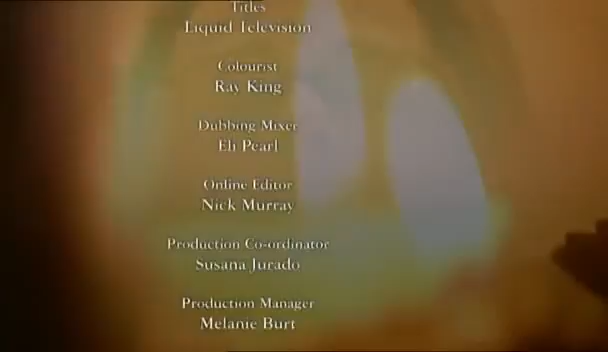 Titles
Liquid Television
Colourist
Ray King
Dubbing Mixer
Eli Pearl
Online Editor
Nick Murray
Production Co-ordinator
Susana Jurado
Production Manager
Melanie Burt